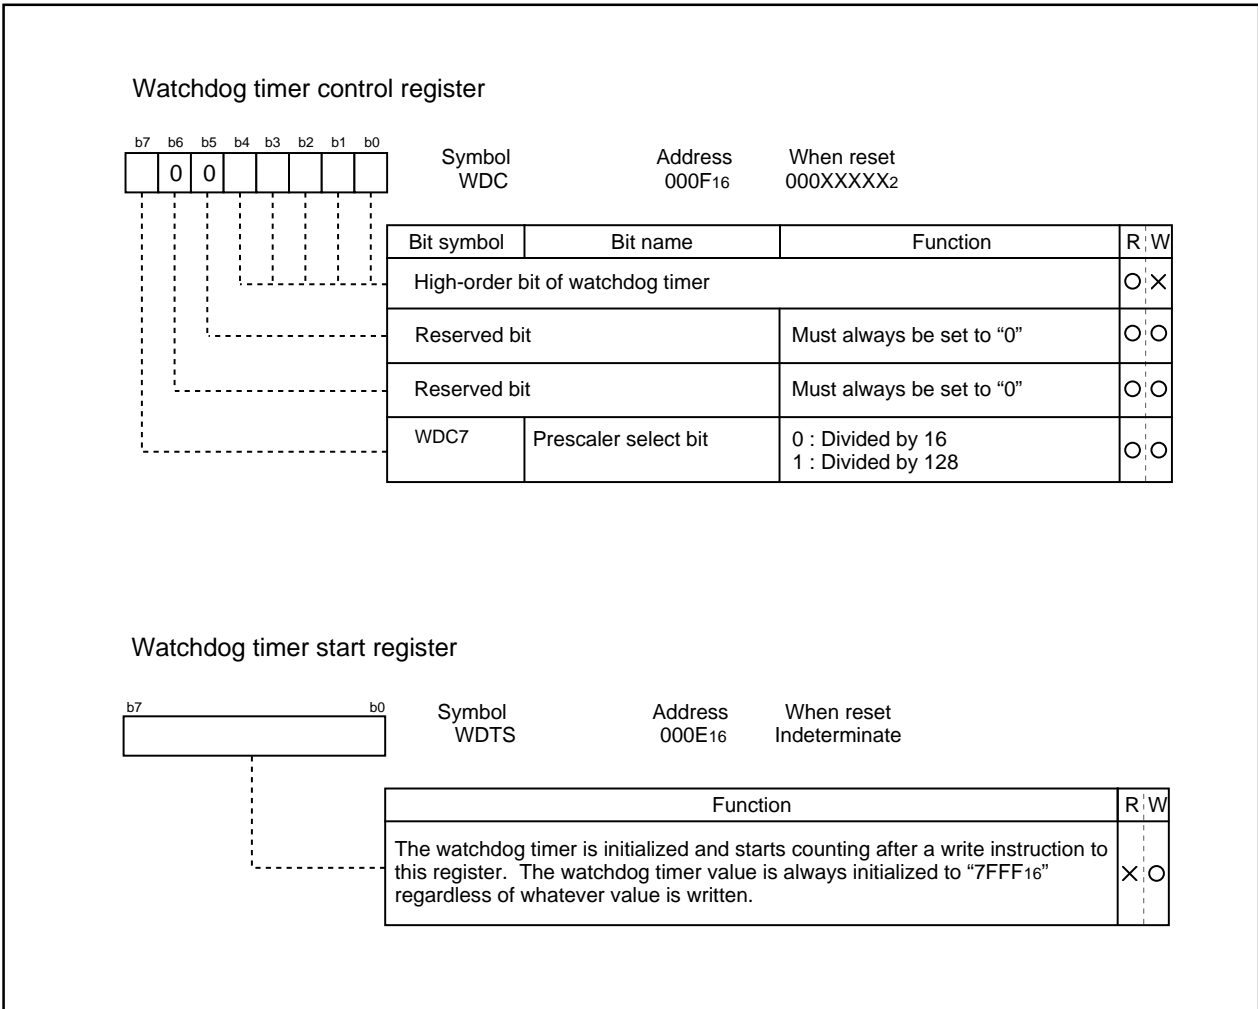 Watchdog timer control register
b7 b6 b5 b4 b3 b2 b1 b0
0 0
Symbol Address When reset
WDC 000F16 000XXXXX2
Bit symbol Bit name Function R W
High-order bit of watchdog timer
Reserved bit Must always be set to “0”
Reserved bit Must always be set to “0”
WDC7 Prescaler select bit 0 : Divided by 16
1 : Divided by 128
Watchdog timer start register
b7 b0
Symbol Address When reset
WDTS 000E16 Indeterminate
Function R W
The watchdog timer is initialized and starts counting after a write instruction to
this register. The watchdog timer value is always initialized to “7FFF16”
regardless of whatever value is written.